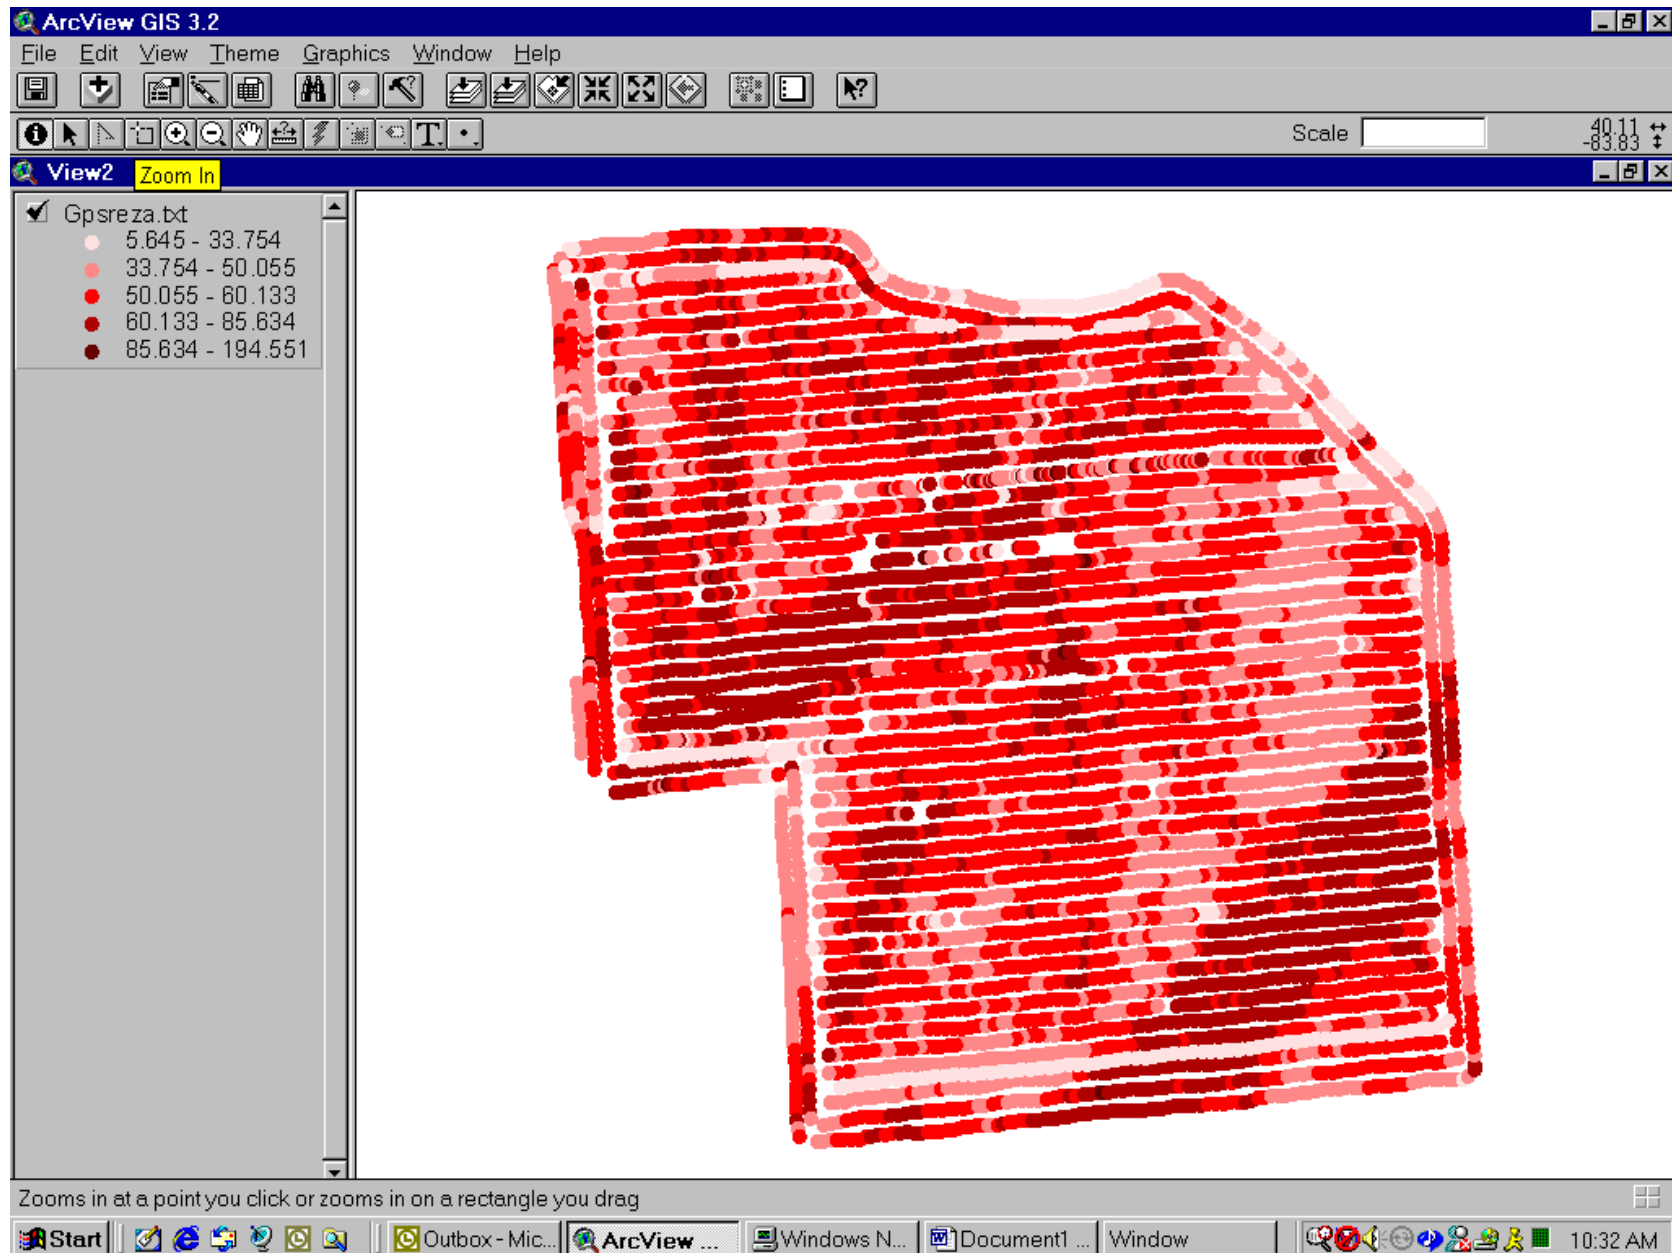 ArcView GIS 3.2
File Edit View Theme Graphics Window Help
Scale
40.11
-83.83
View2
Zoom In
Gpsreza.txt
5.645 - 33.754
33.754 - 50.055
50.055 - 60.133
60.133 - 85.634
85.634 - 194.551
Zooms in at a point you click or zooms in on a rectangle you drag
Start Outbox - Mic... ArcView ... Windows N... Document1 ... Window 10:32 AM